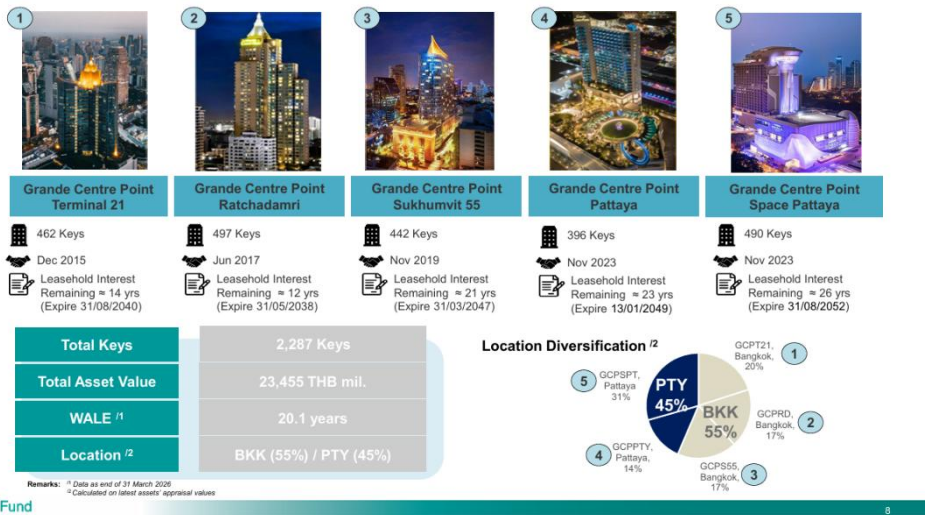 1
2
3
4
5
Grande Centre Point
Terminal 21
Grande Centre Point
Ratchadamri
Grande Centre Point
Sukhumvit 55
Grande Centre Point
Pattaya
Grande Centre Point
Space Pattaya
462 Keys
Dec 2015
Leasehold Interest
Remaining ≈ 14 yrs
(Expire 31/08/2040)
497 Keys
Jun 2017
Leasehold Interest
Remaining ≈ 12 yrs
(Expire 31/05/2038)
442 Keys
Nov 2019
Leasehold Interest
Remaining ≈ 21 yrs
(Expire 31/03/2047)
396 Keys
Nov 2023
Leasehold Interest
Remaining ≈ 23 yrs
(Expire 13/01/2049)
490 Keys
Nov 2023
Leasehold Interest
Remaining ≈ 26 yrs
(Expire 31/08/2052)
Total Keys 2,287 Keys
Total Asset Value 23,455 THB mil.
WALE /1 20.1 years
Location /2 BKK (55%) / PTY (45%)
Location Diversification /2
GCPT21,
Bangkok,
20%
1
GCPRD,
Bangkok,
17%
2
GCPS55,
Bangkok,
17%
3
4
GCPPTY,
Pattaya,
14%
5
GCPSPT,
Pattaya
31%
PTY
45%
BKK
55%
Remarks: /1 Data as end of 31 March 2026
/2 Calculated on latest assets' appraisal values
Fund
8